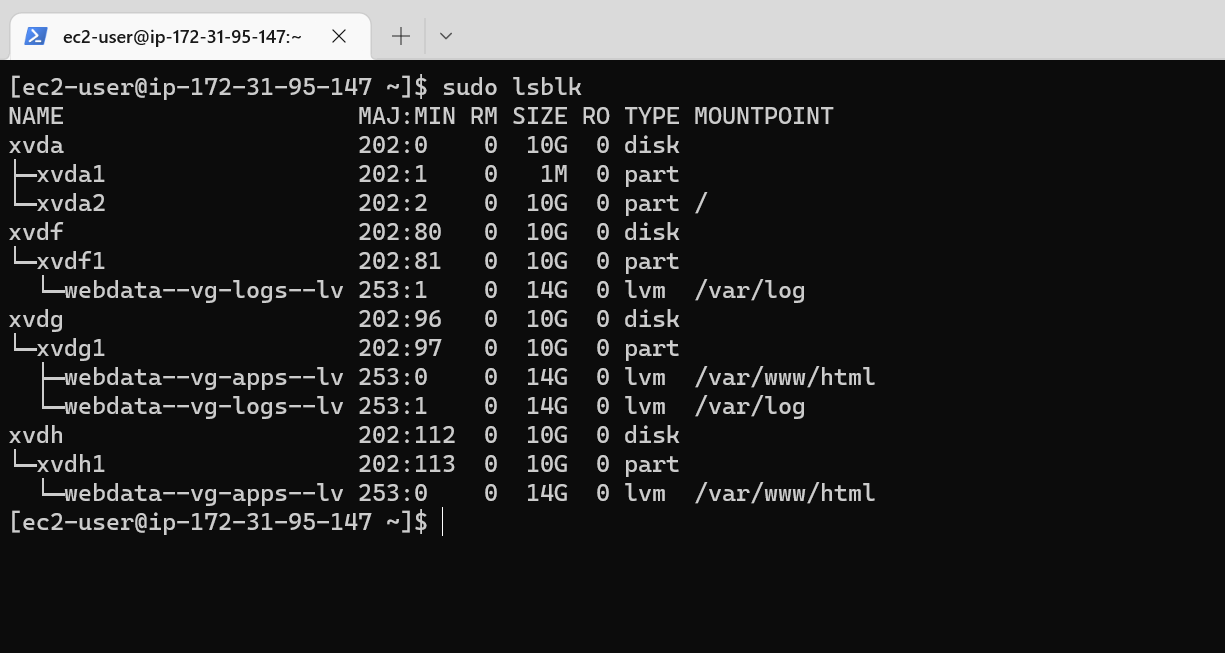 ec2-user@ip-172-31-95-147:~
[ec2-user@ip-172-31-95-147 ~]$ sudo lsblk
NAME                     MAJ:MIN RM SIZE RO TYPE MOUNTPOINT
xvda                     202:0    0  10G  0 disk
├─xvda1                  202:1    0   1M  0 part
└─xvda2                  202:2    0  10G  0 part /
xvdf                     202:80   0  10G  0 disk
└─xvdf1                  202:81   0  10G  0 part
  └─webdata--vg-logs--lv 253:1    0  14G  0 lvm  /var/log
xvdg                     202:96   0  10G  0 disk
└─xvdg1                  202:97   0  10G  0 part
  ├─webdata--vg-apps--lv 253:0    0  14G  0 lvm  /var/www/html
  └─webdata--vg-logs--lv 253:1    0  14G  0 lvm  /var/log
xvdh                     202:112  0  10G  0 disk
└─xvdh1                  202:113  0  10G  0 part
  └─webdata--vg-apps--lv 253:0    0  14G  0 lvm  /var/www/html
[ec2-user@ip-172-31-95-147 ~]$